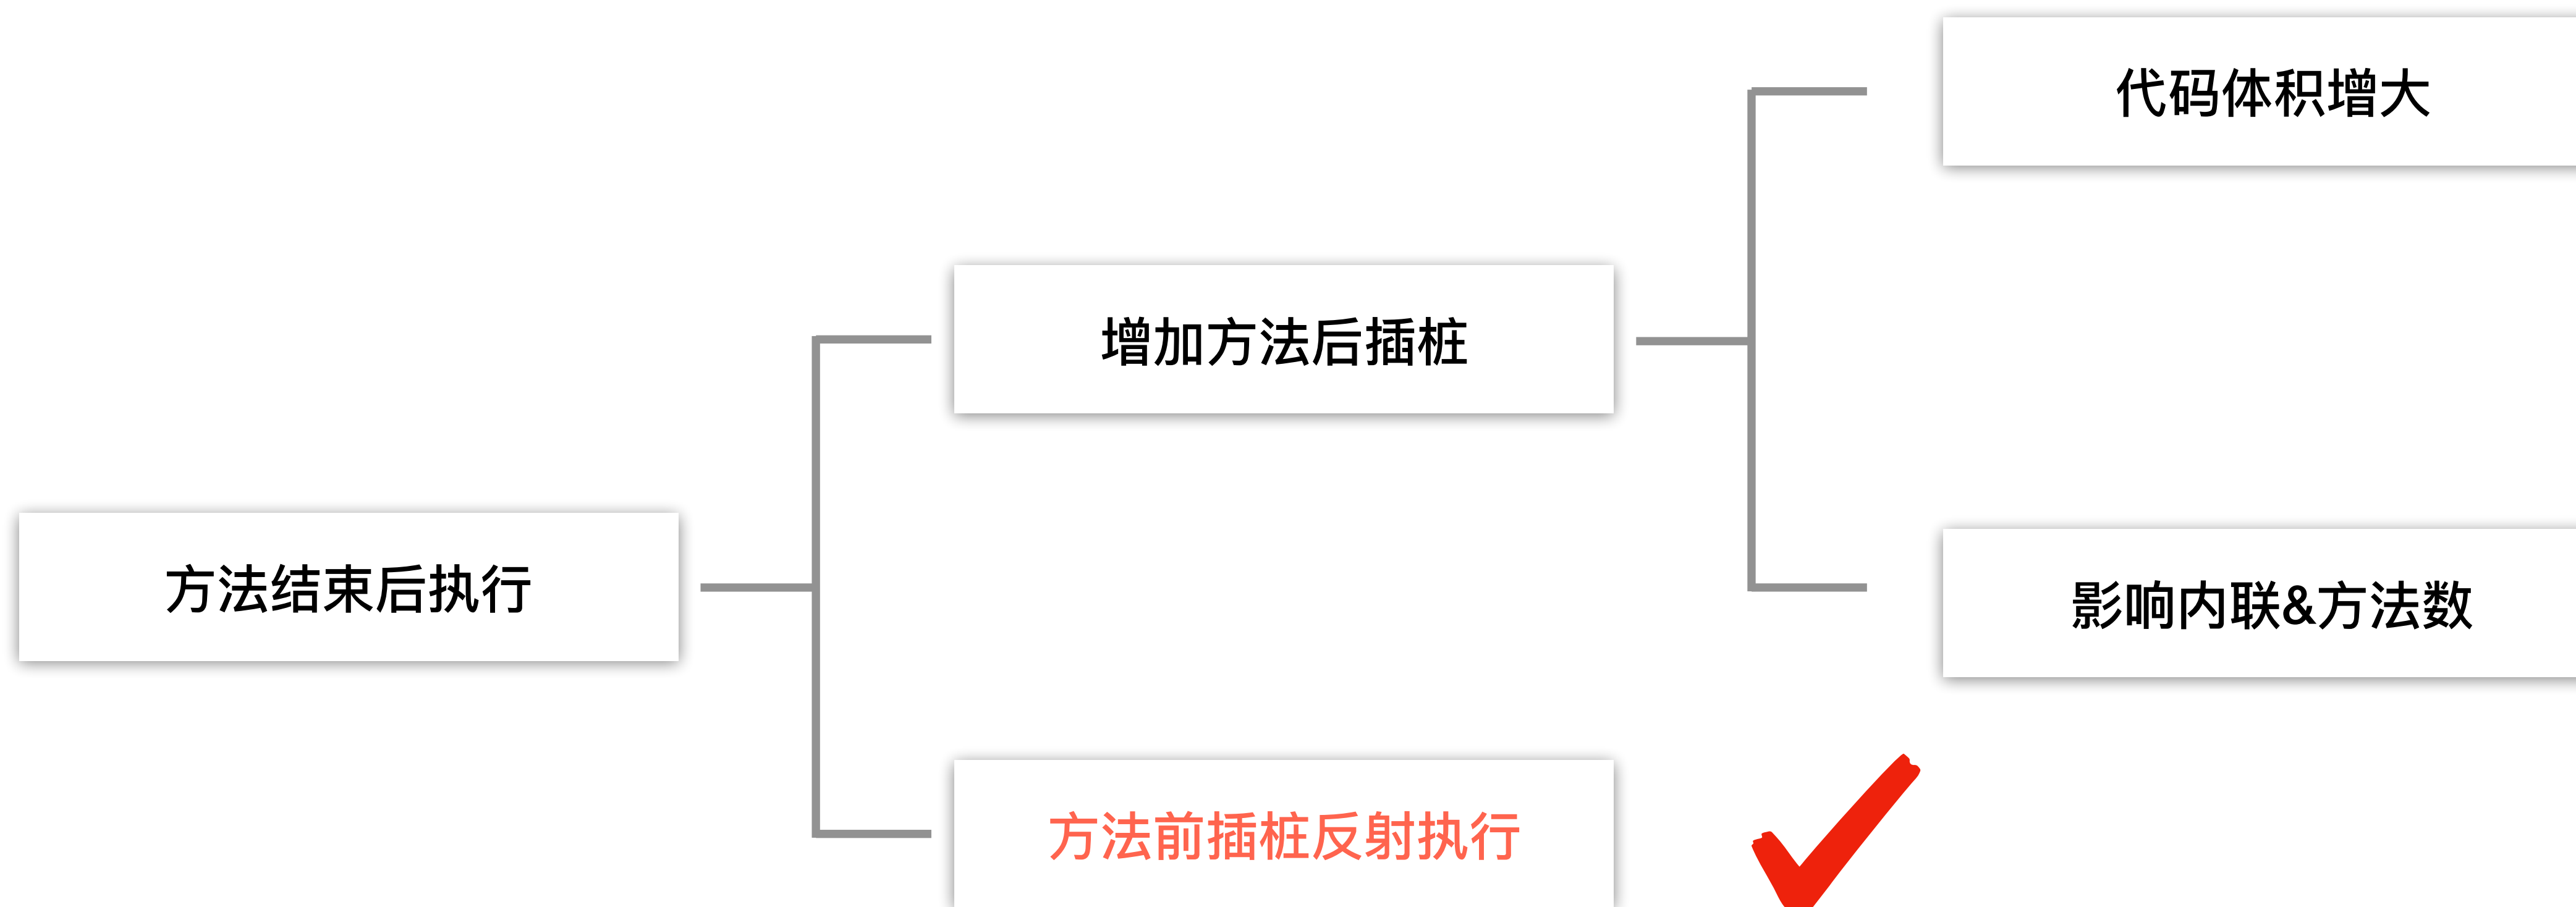 代码体积增大
增加方法后插桩
方法结束后执行
影响内联&方法数
方法前插桩反射执行